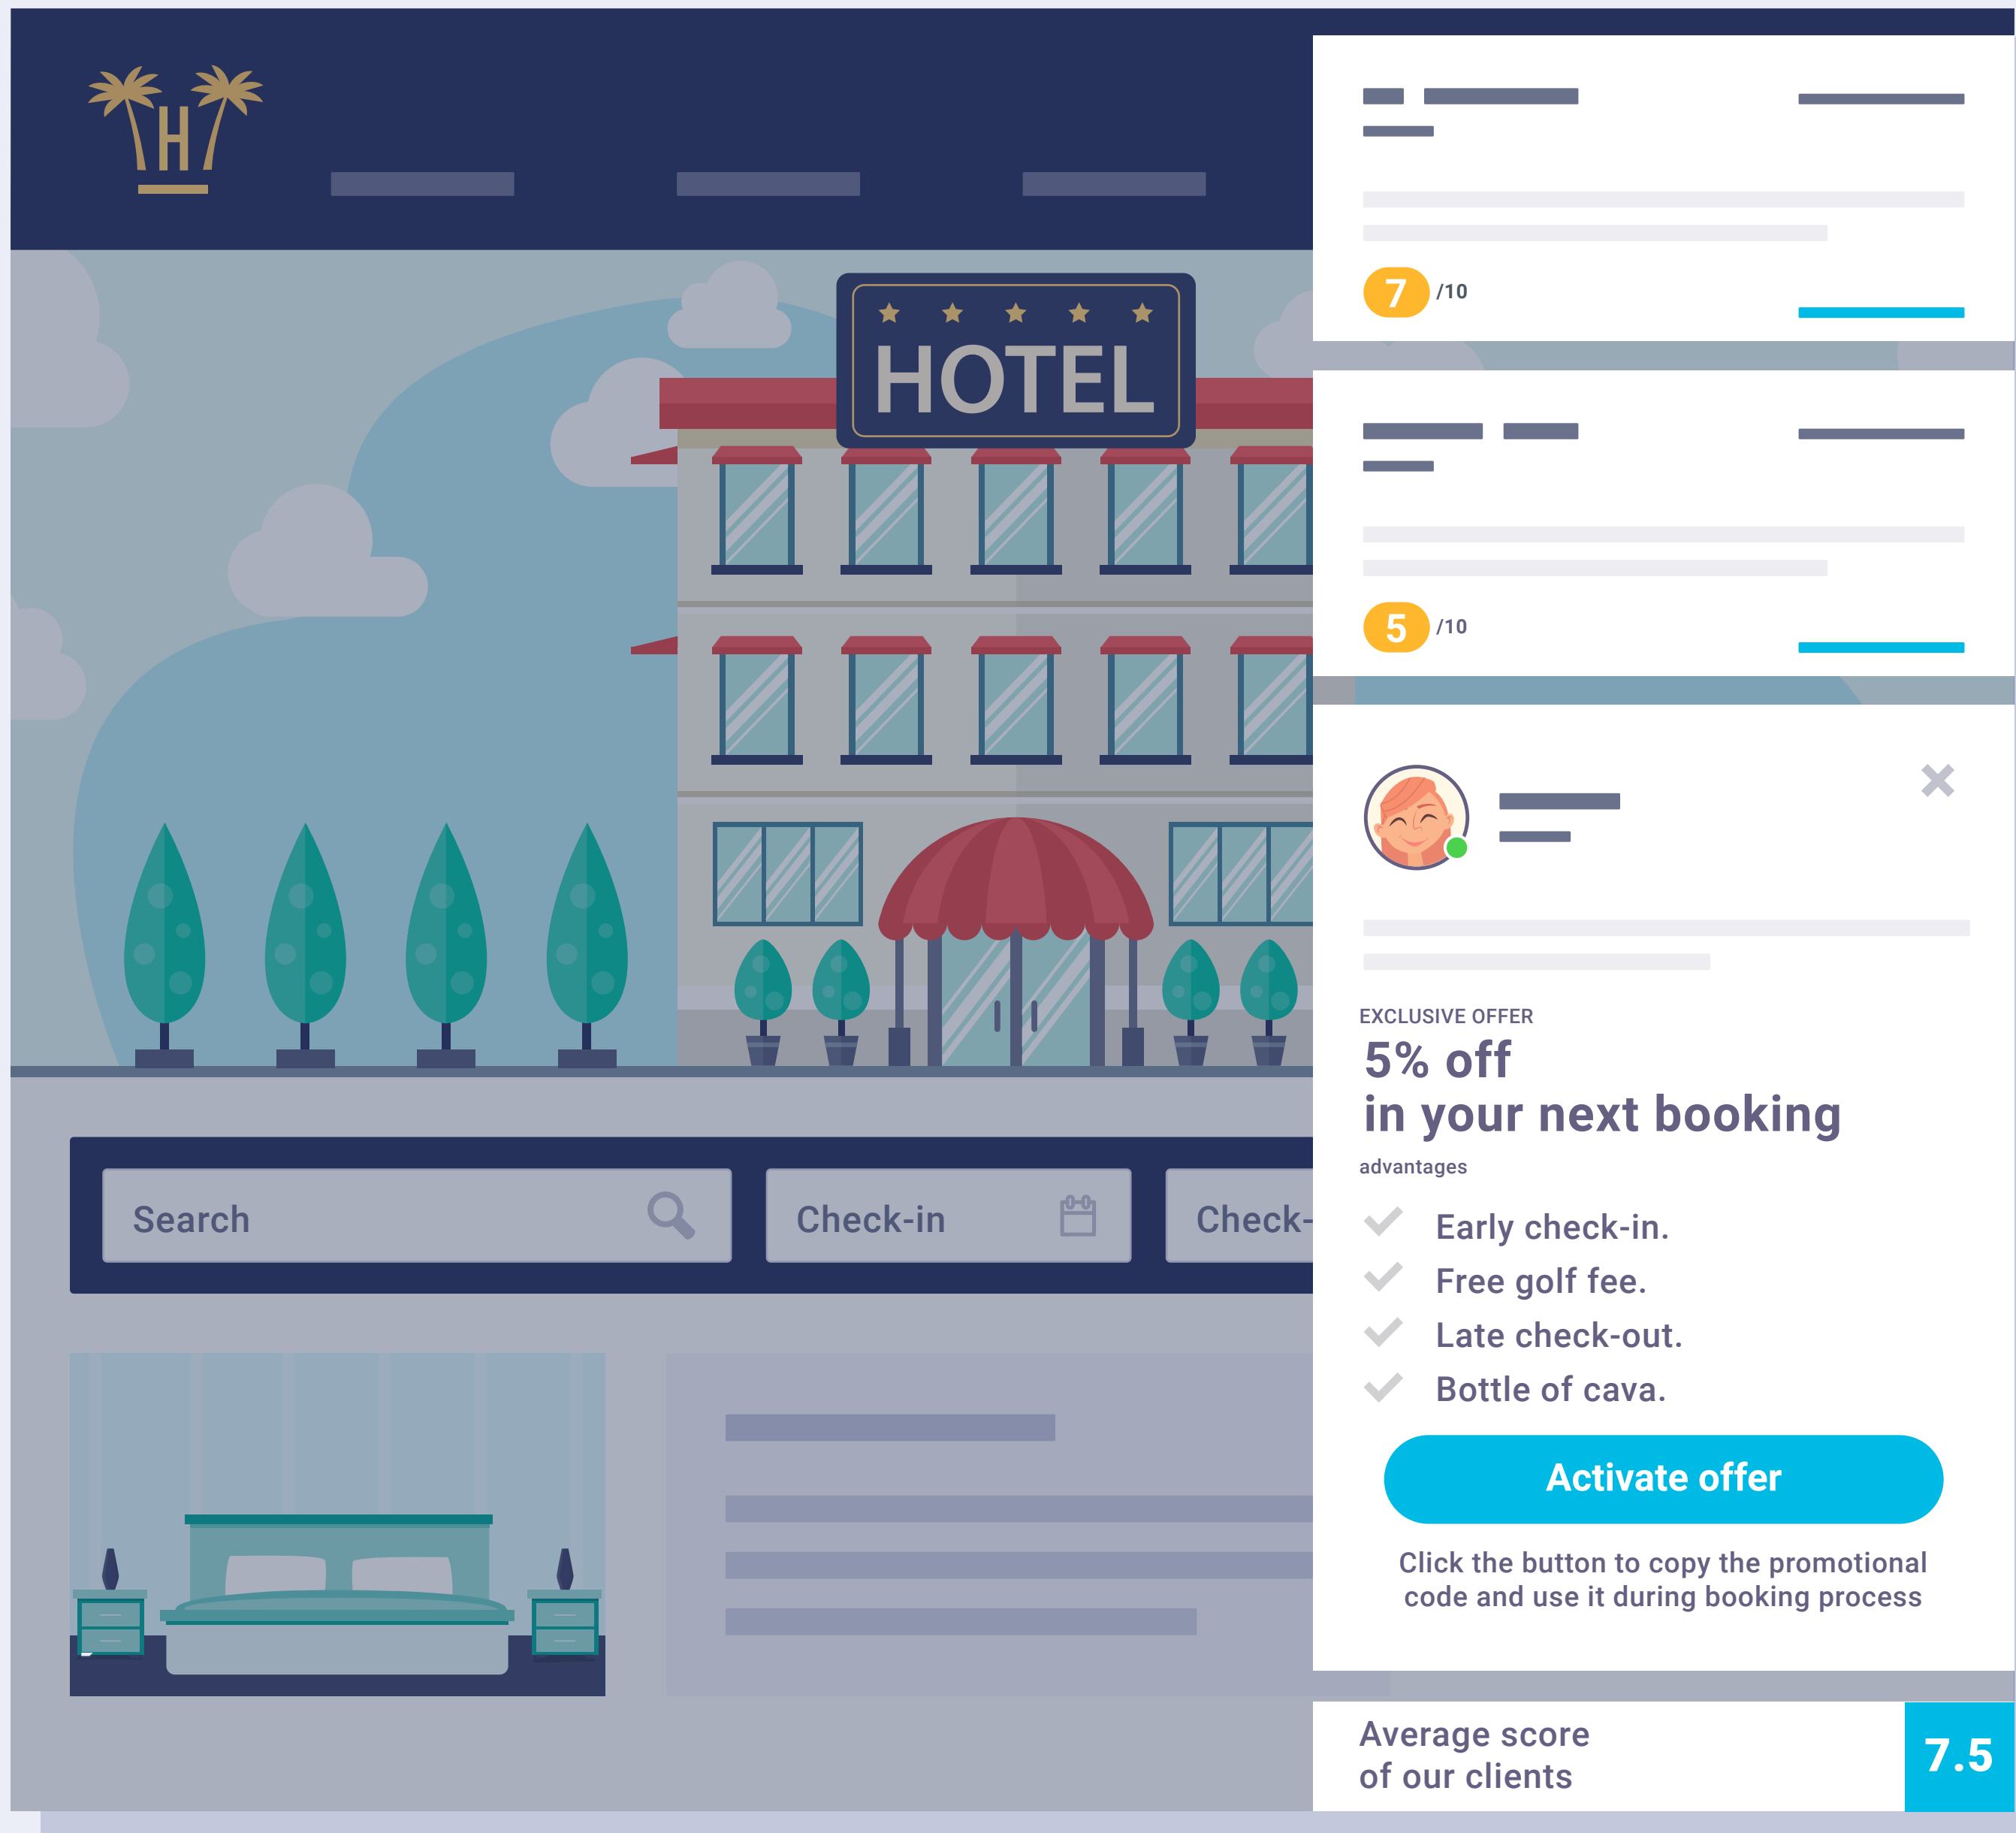 H
HOTEL
Search
Check-in
Check-
7 /10
5 /10
EXCLUSIVE OFFER
5% off
in your next booking
advantages
Early check-in.
Free golf fee.
Late check-out.
Bottle of cava.
Activate offer
Click the button to copy the promotional
code and use it during booking process
Average score
of our clients
7.5